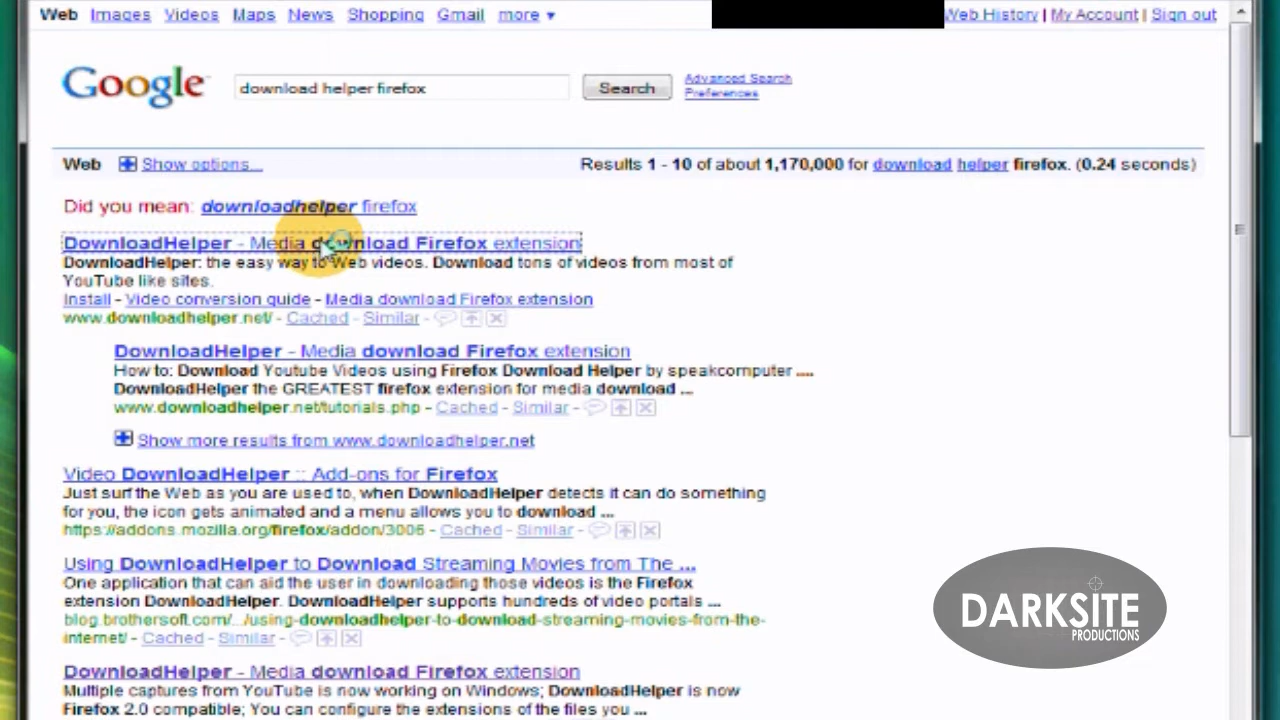 Web Images Videos Maps News Shopping Gmail more ▼ Web History | My Account | Sign out
Google download helper firefox Search Advanced Search
Preferences
Web Show options... Results 1 - 10 of about 1,170,000 for download helper firefox. (0.24 seconds)
Did you mean: downloadhelper firefox
DownloadHelper - Media download Firefox extension
DownloadHelper: the easy way to Web videos. Download tons of videos from most of
YouTube like sites.
Install - Video conversion guide - Media download Firefox extension
www.downloadhelper.net/ - Cached - Similar -
DownloadHelper - Media download Firefox extension
How to: Download Youtube Videos using Firefox Download Helper by speakcomputer ....
DownloadHelper the GREATEST firefox extension for media download ...
www.downloadhelper.net/tutorials.php - Cached - Similar -
Show more results from www.downloadhelper.net
Video DownloadHelper :: Add-ons for Firefox
Just surf the Web as you are used to, when DownloadHelper detects it can do something
for you, the icon gets animated and a menu allows you to download ...
https://addons.mozilla.org/firefox/addon/3006 - Cached - Similar -
Using DownloadHelper to Download Streaming Movies from The ...
One application that can aid the user in downloading those videos is the Firefox
extension DownloadHelper. DownloadHelper supports hundreds of video portals ...
blog.brothersoft.com/.../using-downloadhelper-to-download-streaming-movies-from-the-
internet/ - Cached - Similar -
DARKSITE
PRODUCTIONS
DownloadHelper - Media download Firefox extension
Multiple captures from YouTube is now working on Windows; DownloadHelper is now
Firefox 2.0 compatible; You can configure the extensions of the files you ...